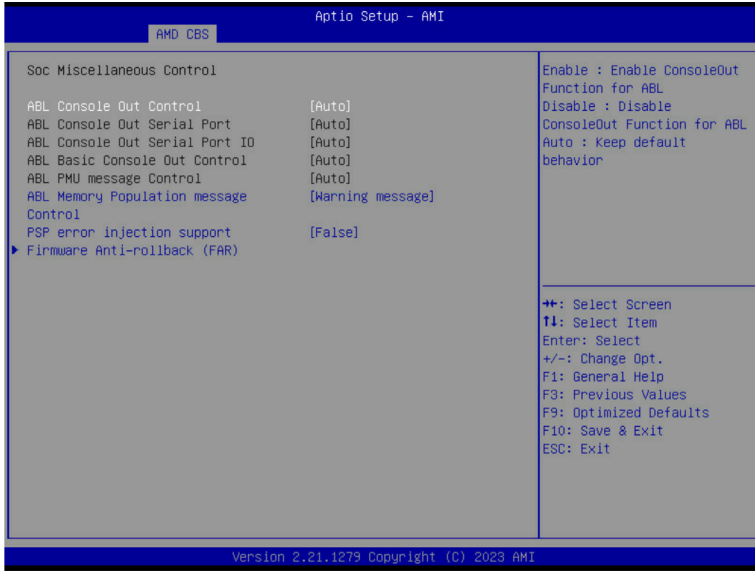 Aptio Setup – AMI
AMD CBS
Soc Miscellaneous Control
ABL Console Out Control [Auto]
ABL Console Out Serial Port [Auto]
ABL Console Out Serial Port IO [Auto]
ABL Basic Console Out Control [Auto]
ABL PMU message Control [Auto]
ABL Memory Population message [Warning message]
Control
PSP error injection support [False]
Firmware Anti-rollback (FAR)
Enable : Enable ConsoleOut
Function for ABL
Disable : Disable
ConsoleOut Function for ABL
Auto : Keep default
behavior
→←: Select Screen
↑↓: Select Item
Enter: Select
+/-: Change Opt.
F1: General Help
F3: Previous Values
F9: Optimized Defaults
F10: Save & Exit
ESC: Exit
Version 2.21.1279 Copyright (C) 2023 AMI